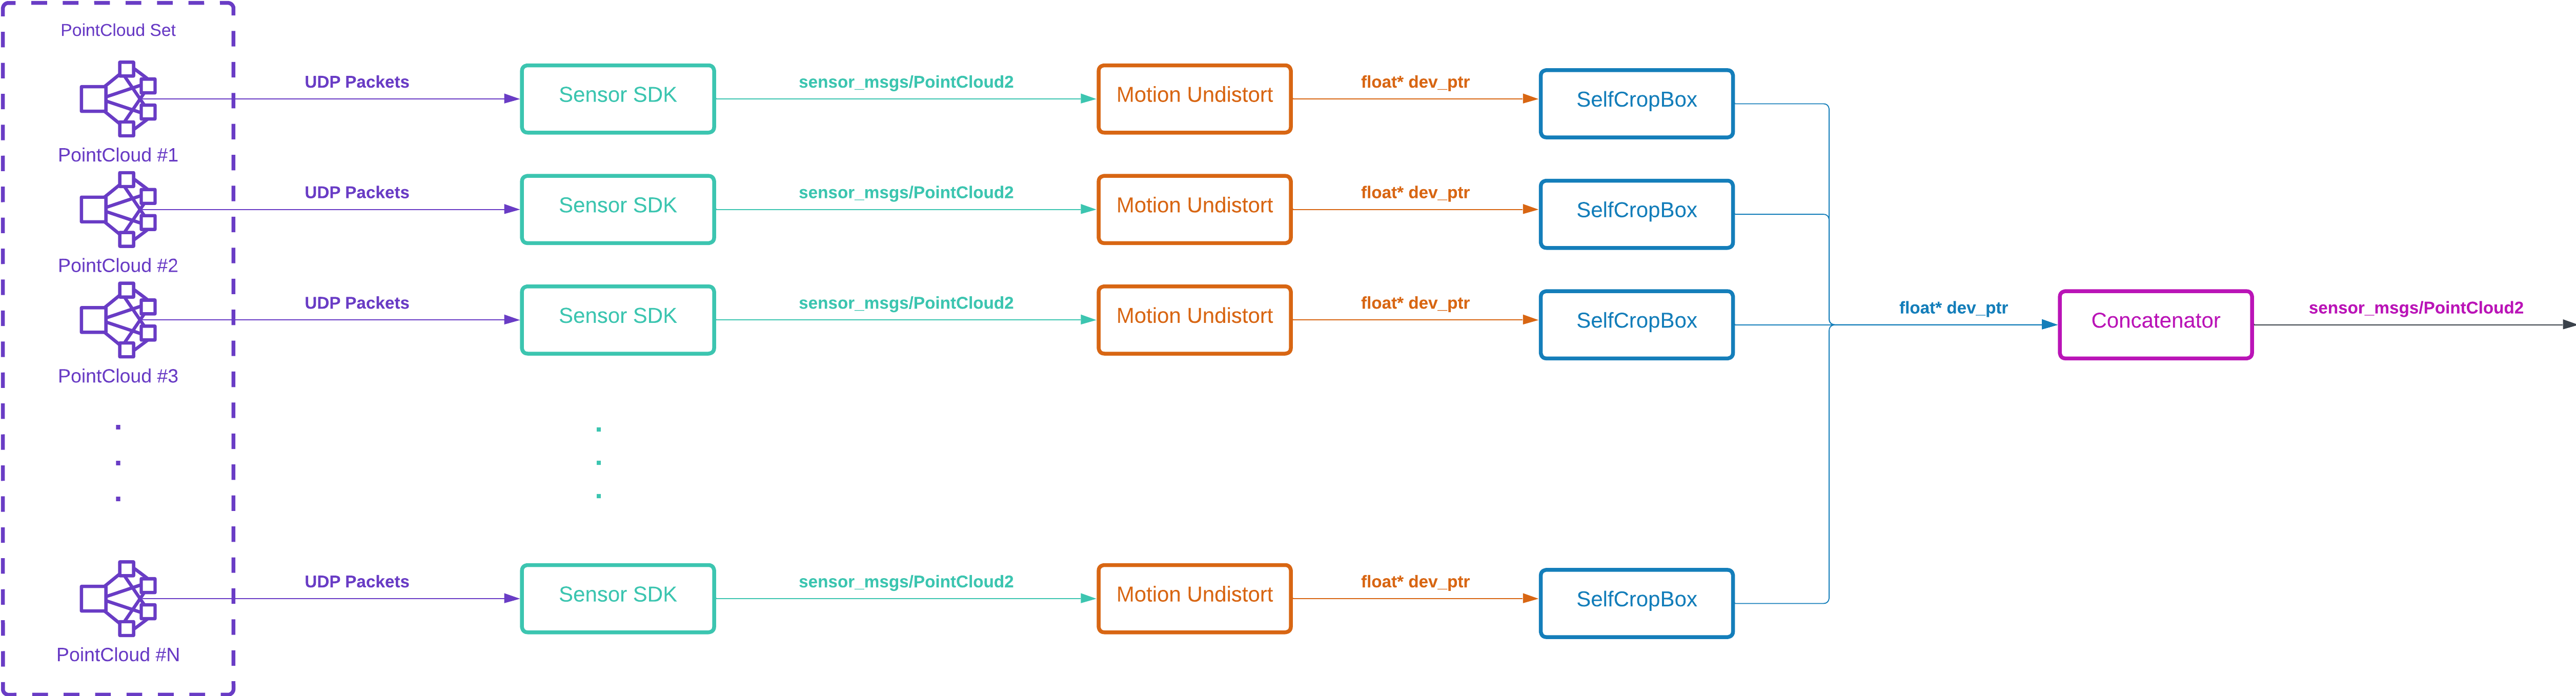 PointCloud Set
UDP Packets
Sensor SDK
sensor_msgs/PointCloud2
Motion Undistort
float* dev_ptr
SelfCropBox
PointCloud #1
UDP Packets
Sensor SDK
sensor_msgs/PointCloud2
Motion Undistort
float* dev_ptr
SelfCropBox
PointCloud #2
UDP Packets
Sensor SDK
sensor_msgs/PointCloud2
Motion Undistort
float* dev_ptr
SelfCropBox
float* dev_ptr
Concatenator
sensor_msgs/PointCloud2
PointCloud #3
.
.
.
.
.
.
UDP Packets
Sensor SDK
sensor_msgs/PointCloud2
Motion Undistort
float* dev_ptr
SelfCropBox
PointCloud #N